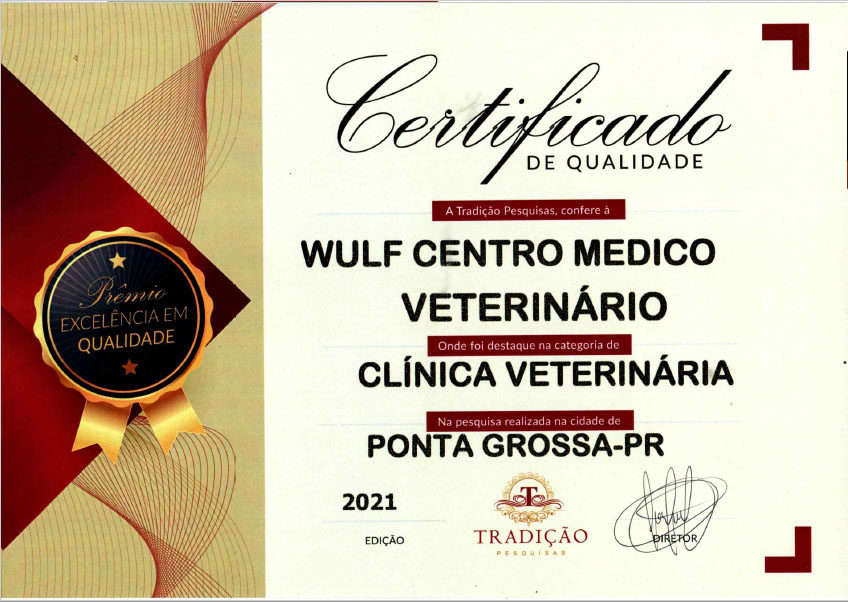 Certificado
DE QUALIDADE
A Tradição Pesquisas, confere à
WULF CENTRO MEDICO
VETERINÁRIO
Onde foi destaque na categoria de
CLÍNICA VETERINÁRIA
Na pesquisa realizada na cidade de
PONTA GROSSA-PR
Prêmio
EXCELÊNCIA EM
QUALIDADE
2021
EDIÇÃO
T
TRADIÇÃO
PESQUISAS
DIRETOR